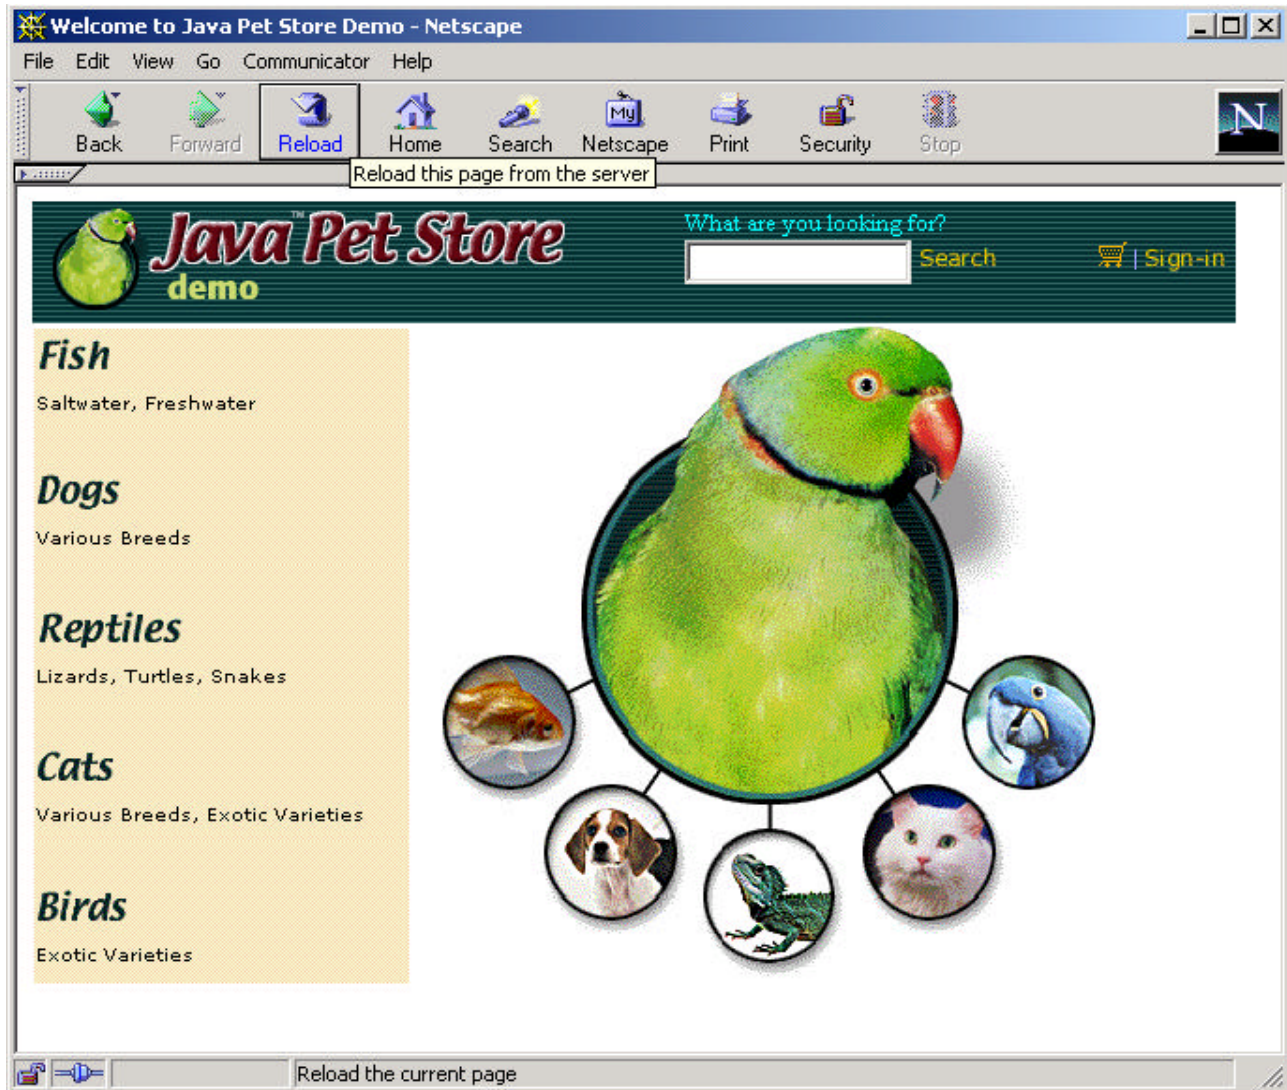 Welcome to Java Pet Store Demo - Netscape
File Edit View Go Communicator Help
My
Back Forward Reload Home Search Netscape Print Security Stop
N
Reload this page from the server
Java™ Pet Store
demo
What are you looking for?
Search | Sign-in
Fish
Saltwater, Freshwater
Dogs
Various Breeds
Reptiles
Lizards, Turtles, Snakes
Cats
Various Breeds, Exotic Varieties
Birds
Exotic Varieties
Reload the current page